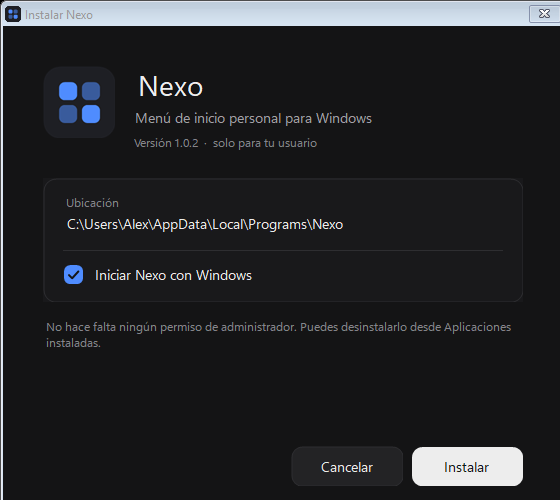 Instalar Nexo
Nexo
Menú de inicio personal para Windows
Versión 1.0.2 · solo para tu usuario
Ubicación
C:\Users\Alex\AppData\Local\Programs\Nexo
Iniciar Nexo con Windows
No hace falta ningún permiso de administrador. Puedes desinstalarlo desde Aplicaciones
instaladas.
Cancelar
Instalar